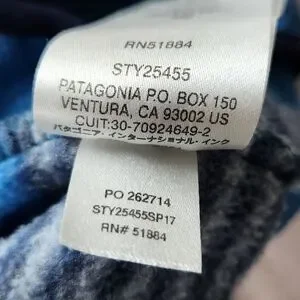 RN51884
STY25455
PATAGONIA P.O. BOX 150
VENTURA, CA 93002 US
CUIT:30-70924649-2
パタゴニア・インターナショナル・インク
PO 262714
STY25455SP17
RN# 51884